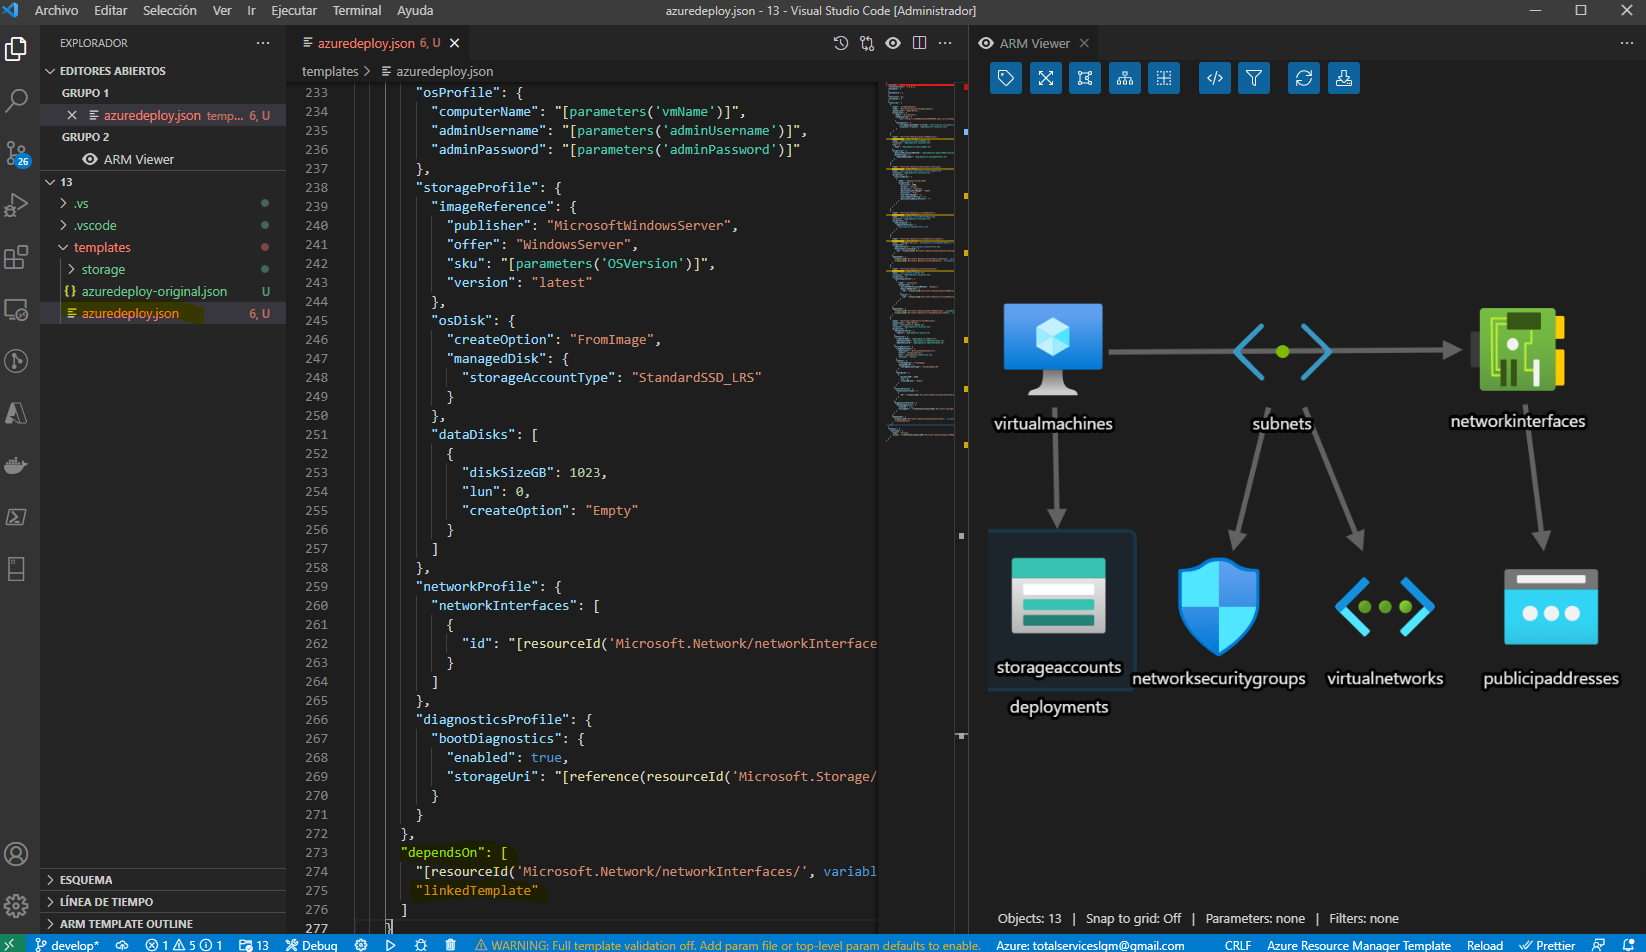 Archivo Editar Selección Ver Ir Ejecutar Terminal Ayuda
azuredeploy.json - 13 - Visual Studio Code [Administrador]
EXPLORADOR
EDITORES ABIERTOS
GRUPO 1
azuredeploy.json temp... 6, U
GRUPO 2
ARM Viewer
13
.vs
.vscode
templates
storage
azuredeploy-original.json U
azuredeploy.json 6, U
ESQUEMA
LÍNEA DE TIEMPO
ARM TEMPLATE OUTLINE
26
azuredeploy.json 6, U
templates > azuredeploy.json
233 "osProfile": {
234 "computerName": "[parameters('vmName')]",
235 "adminUsername": "[parameters('adminUsername')]",
236 "adminPassword": "[parameters('adminPassword')]"
237 },
238 "storageProfile": {
239 "imageReference": {
240 "publisher": "MicrosoftWindowsServer",
241 "offer": "WindowsServer",
242 "sku": "[parameters('OSVersion')]",
243 "version": "latest"
244 },
245 "osDisk": {
246 "createOption": "FromImage",
247 "managedDisk": {
248 "storageAccountType": "StandardSSD_LRS"
249 }
250 },
251 "dataDisks": [
252 {
253 "diskSizeGB": 1023,
254 "lun": 0,
255 "createOption": "Empty"
256 }
257 ]
258 },
259 "networkProfile": {
260 "networkInterfaces": [
261 {
262 "id": "[resourceId('Microsoft.Network/networkInterface
263 }
264 ]
265 },
266 "diagnosticsProfile": {
267 "bootDiagnostics": {
268 "enabled": true,
269 "storageUri": "[reference(resourceId('Microsoft.Storage/
270 }
271 }
272 },
273 "dependsOn": [
274 "[resourceId('Microsoft.Network/networkInterfaces/', variabl
275 "linkedTemplate"
276 ]
277 }
ARM Viewer
virtualmachines
subnets
networkinterfaces
storageaccounts
networksecuritygroups
virtualnetworks
publicipaddresses
deployments
Objects: 13 | Snap to grid: Off | Parameters: none | Filters: none
develop* 1 5 1 13 Debug WARNING: Full template validation off. Add param file or top-level param defaults to enable. Azure: totalserviceslgm@gmail.com CRLF Azure Resource Manager Template Reload Prettier